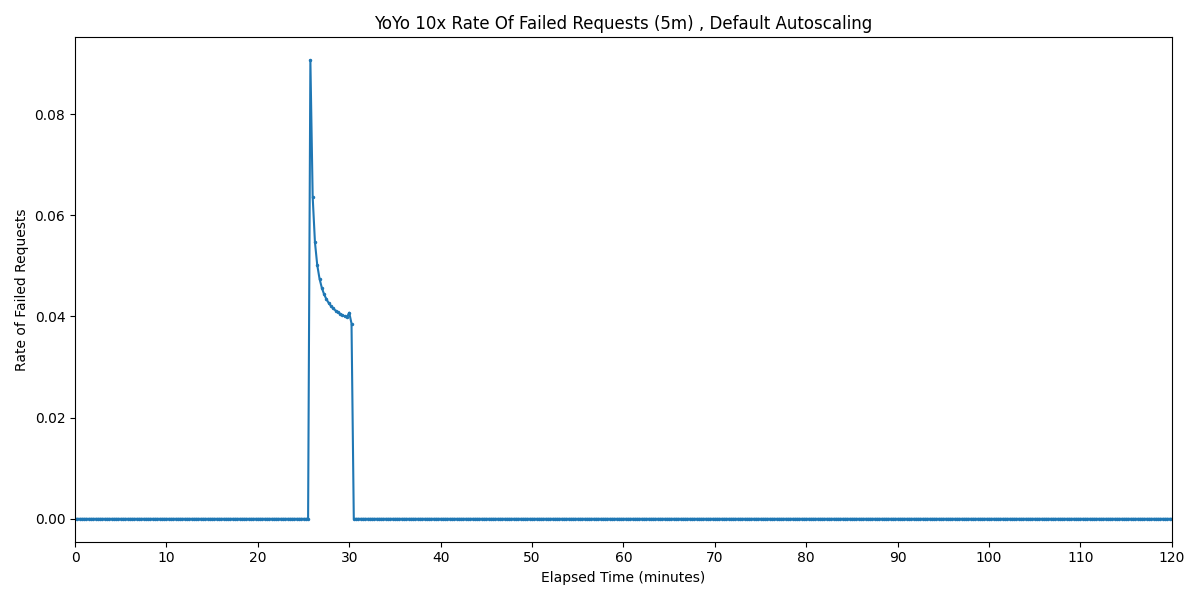 YoYo 10x Rate Of Failed Requests (5m) , Default Autoscaling
Rate of Failed Requests
0.08
0.06
0.04
0.02
0.00
0 10 20 30 40 50 60 70 80 90 100 110 120
Elapsed Time (minutes)